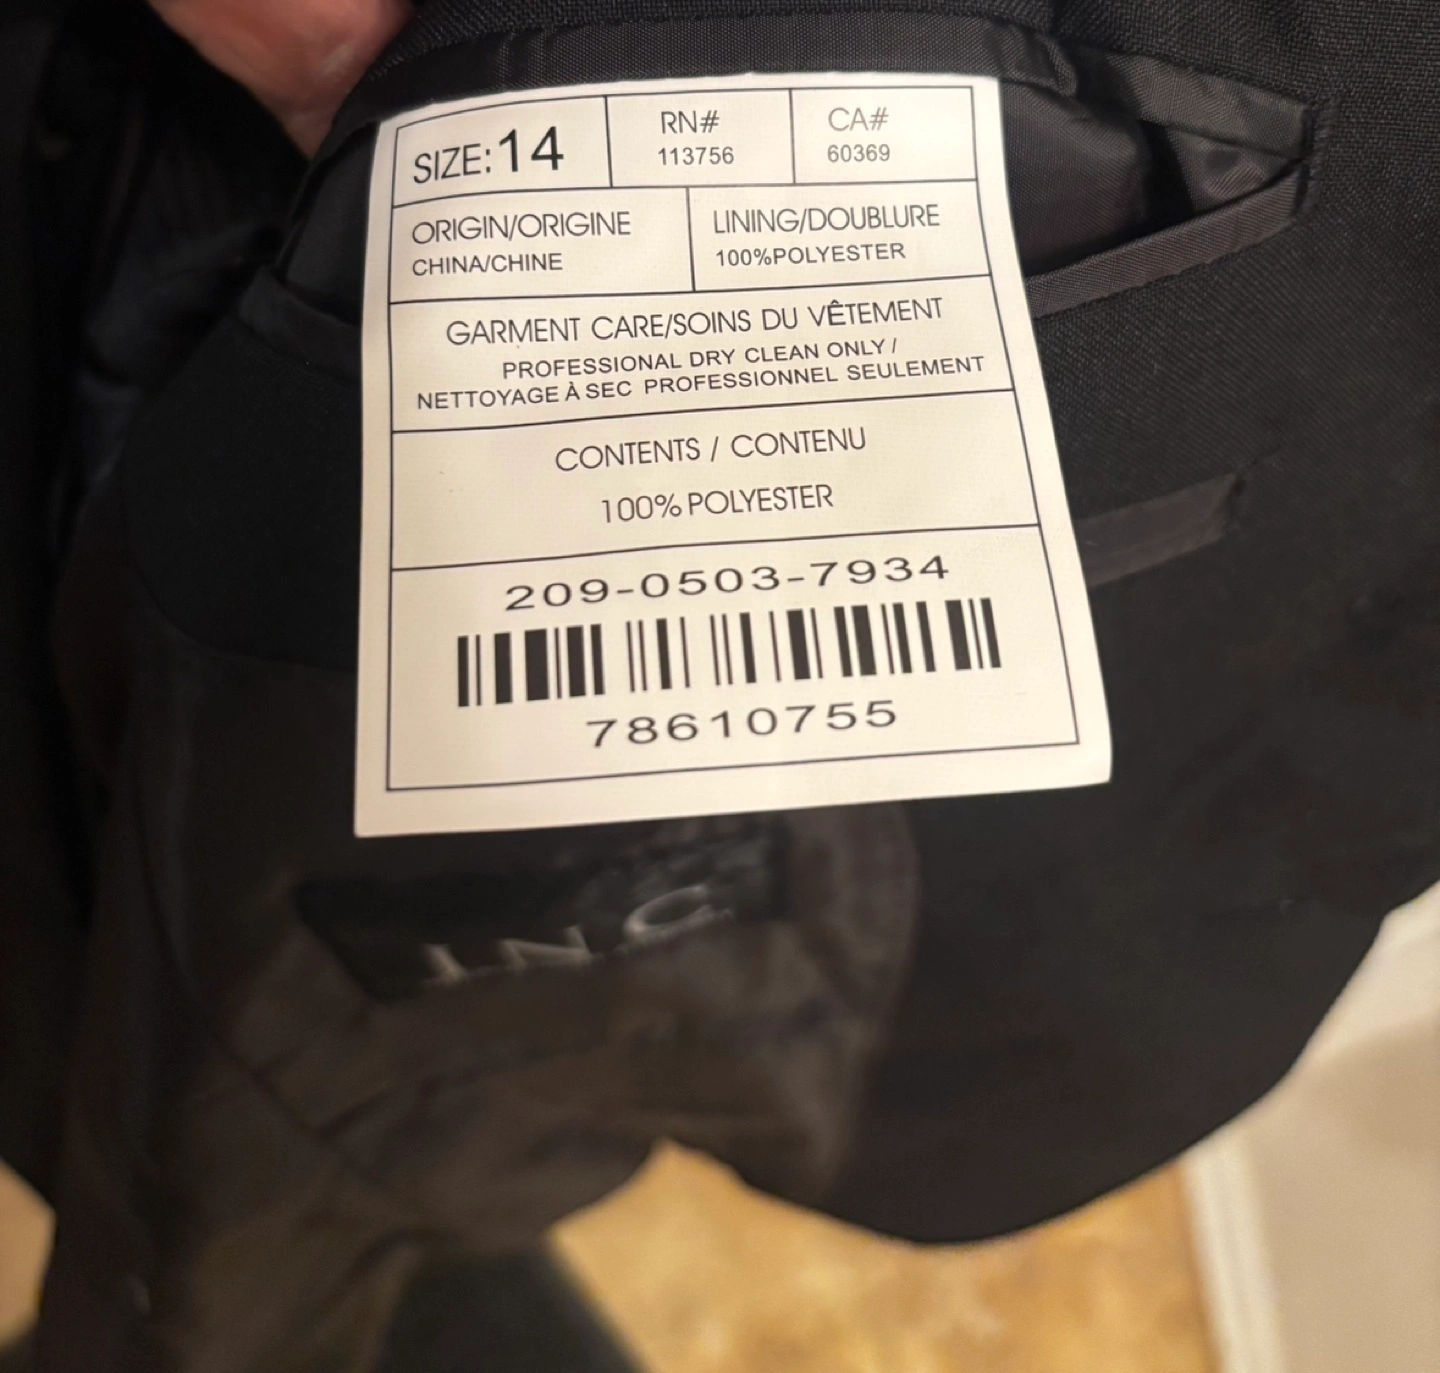 SIZE:14
RN#
113756
CA#
60369
ORIGIN/ORIGINE
CHINA/CHINE
LINING/DOUBLURE
100%POLYESTER
GARMENT CARE/SOINS DU VÊTEMENT
PROFESSIONAL DRY CLEAN ONLY/
NETTOYAGE À SEC PROFESSIONNEL SEULEMENT
CONTENTS / CONTENU
100% POLYESTER
209-0503-7934
78610755
INC